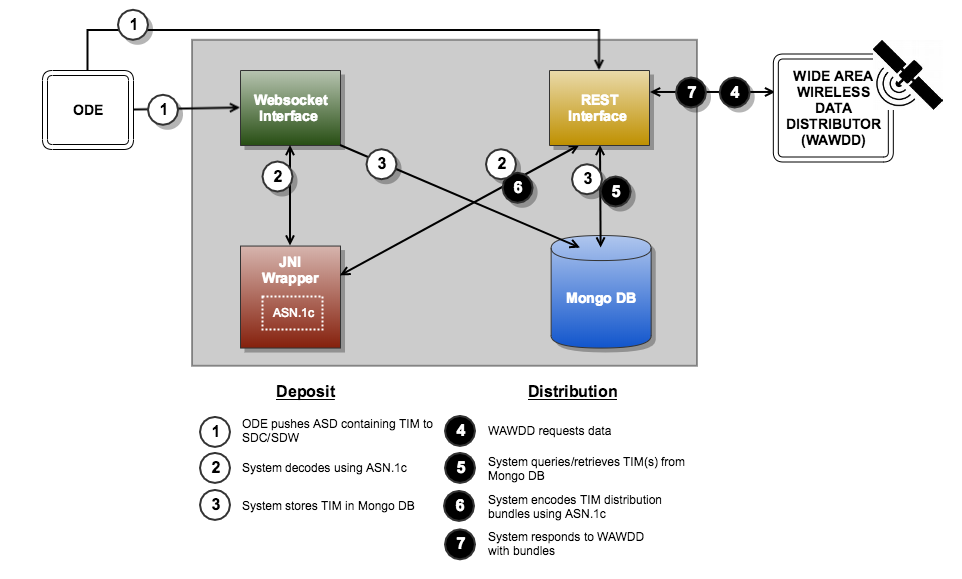 1
ODE
1
Websocket
Interface
REST
Interface
7
4
WIDE AREA
WIRELESS
DATA
DISTRIBUTOR
(WAWDD)
2
3
2
6
3
5
JNI
Wrapper
ASN.1c
Mongo DB
Deposit
1
ODE pushes ASD containing TIM to
SDC/SDW
2
System decodes using ASN.1c
3
System stores TIM in Mongo DB
Distribution
4
WAWDD requests data
5
System queries/retrieves TIM(s) from
Mongo DB
6
System encodes TIM distribution
bundles using ASN.1c
7
System responds to WAWDD
with bundles